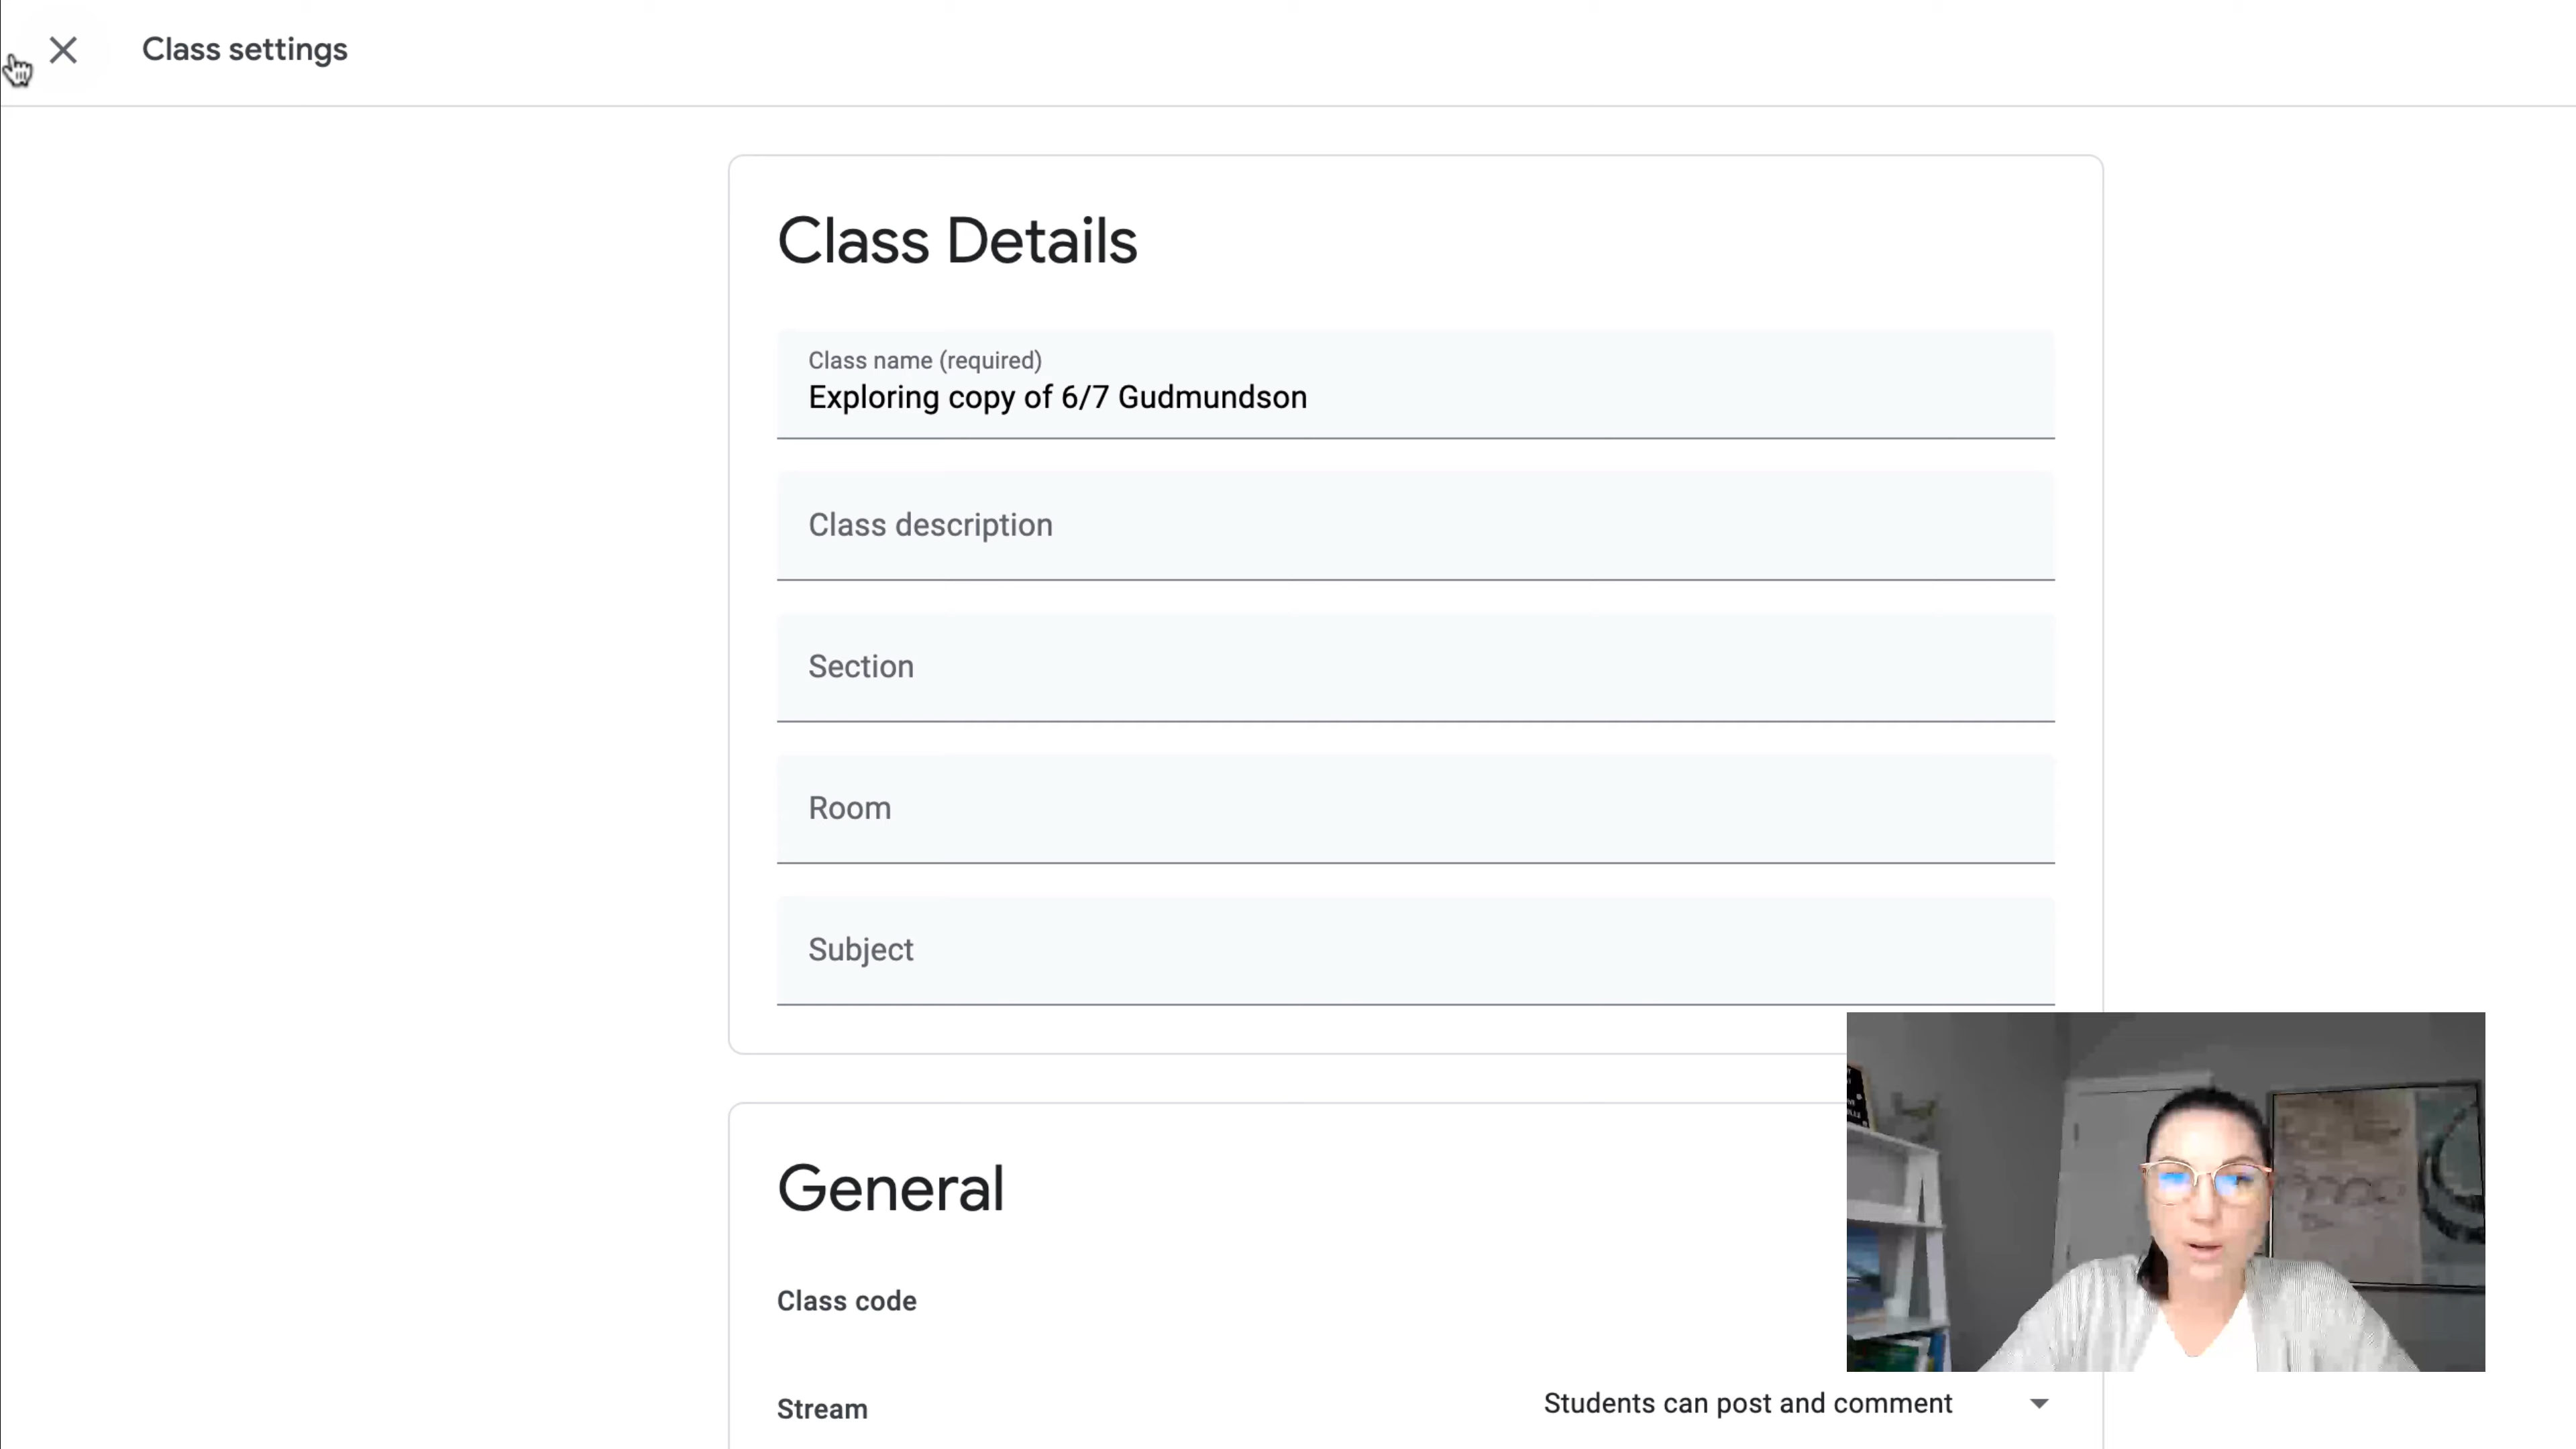 Class settings
Class Details
Class name (required)
Exploring copy of 6/7 Gudmundson
Class description
Section
Room
Subject
General
Class code
Stream
Students can post and comment